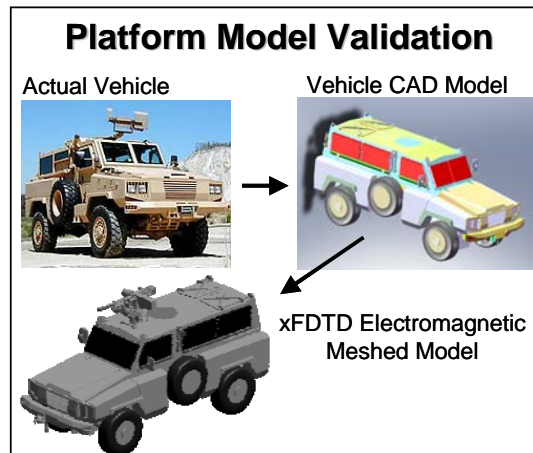 Platform Model Validation
Actual Vehicle
Vehicle CAD Model
xFDTD Electromagnetic
Meshed Model